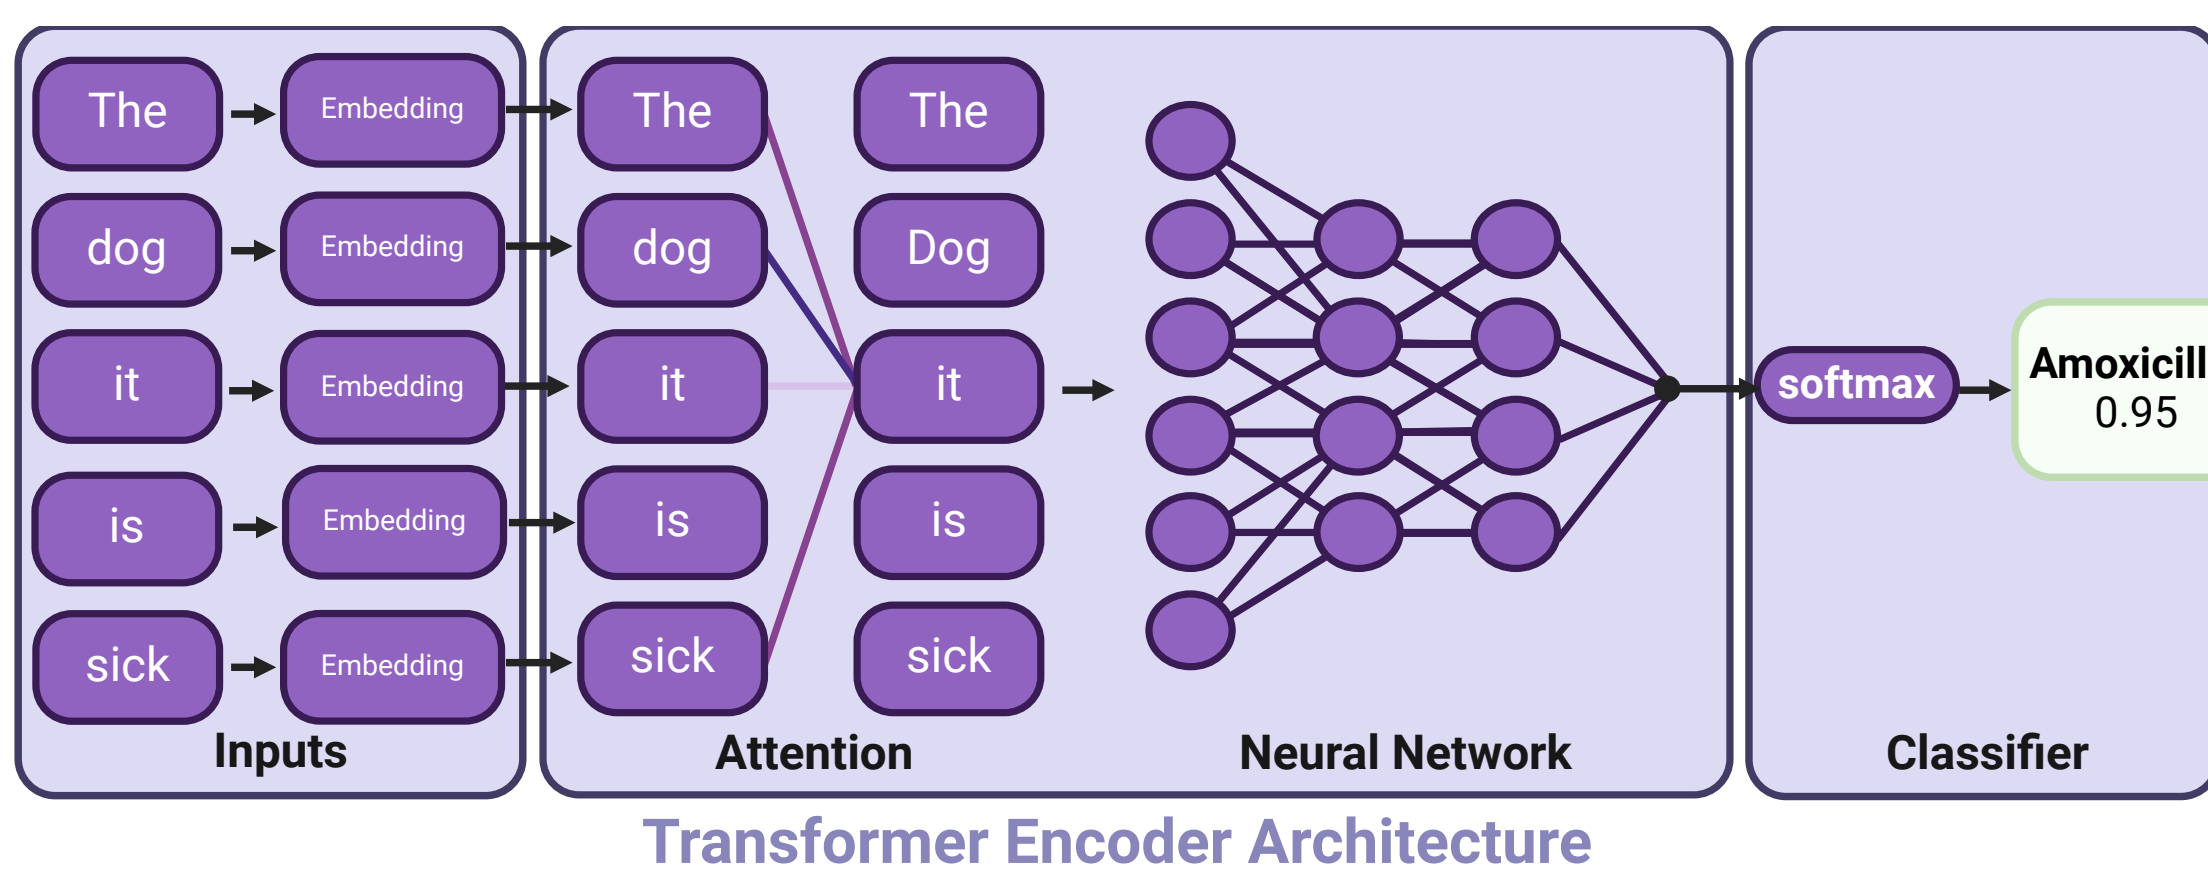 The
Embedding
The
The
dog
Embedding
dog
Dog
it
Embedding
it
it
is
Embedding
is
is
sick
Embedding
sick
sick
softmax
Amoxicill
0.95
Inputs
Attention
Neural Network
Classifier
Transformer Encoder Architecture